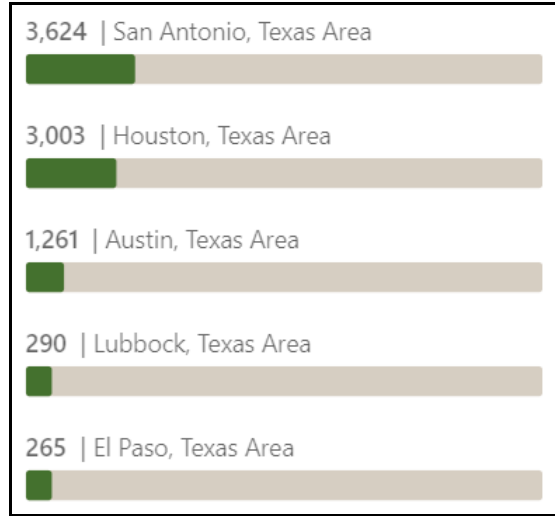 3,624 | San Antonio, Texas Area
3,003 | Houston, Texas Area
1,261 | Austin, Texas Area
290 | Lubbock, Texas Area
265 | El Paso, Texas Area